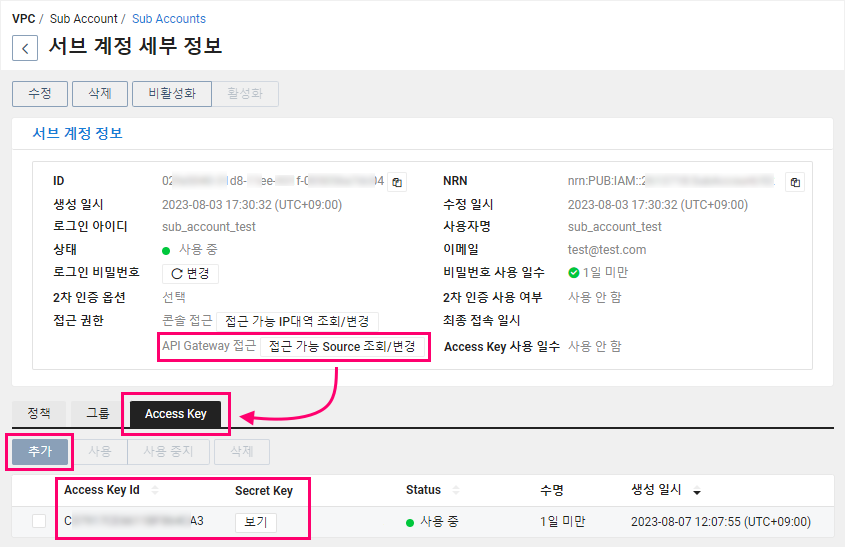 VPC / Sub Account / Sub Accounts
서브 계정 세부 정보
수정 삭제 비활성화 활성화
서브 계정 정보
ID NRN nrn:PUB:IAM::
생성 일시 2023-08-03 17:30:32 (UTC+09:00) 수정 일시 2023-08-03 17:30:32 (UTC+09:00)
로그인 아이디 sub_account_test 사용자명 sub_account_test
상태 사용 중 이메일 test@test.com
로그인 비밀번호 변경 비밀번호 사용 일수 1일 미만
2차 인증 옵션 선택 2차 인증 사용 여부 사용 안 함
접근 권한 콘솔 접근 접근 가능 IP대역 조회/변경 최종 접속 일시
API Gateway 접근 접근 가능 Source 조회/변경 Access Key 사용 일수 사용 안 함
정책 그룹 Access Key
추가 사용 사용 중지 삭제
Access Key Id Secret Key Status 수명 생성 일시
보기 사용 중 1일 미만 2023-08-07 12:07:55 (UTC+09:00)